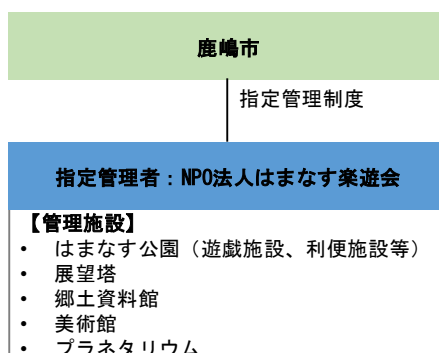 鹿嶋市
指定管理制度
指定管理者：NPO法人はまなす楽遊会
【管理施設】
• はまなす公園（遊戯施設、利便施設等）
• 展望塔
• 郷土資料館
• 美術館
• プラネタリウム